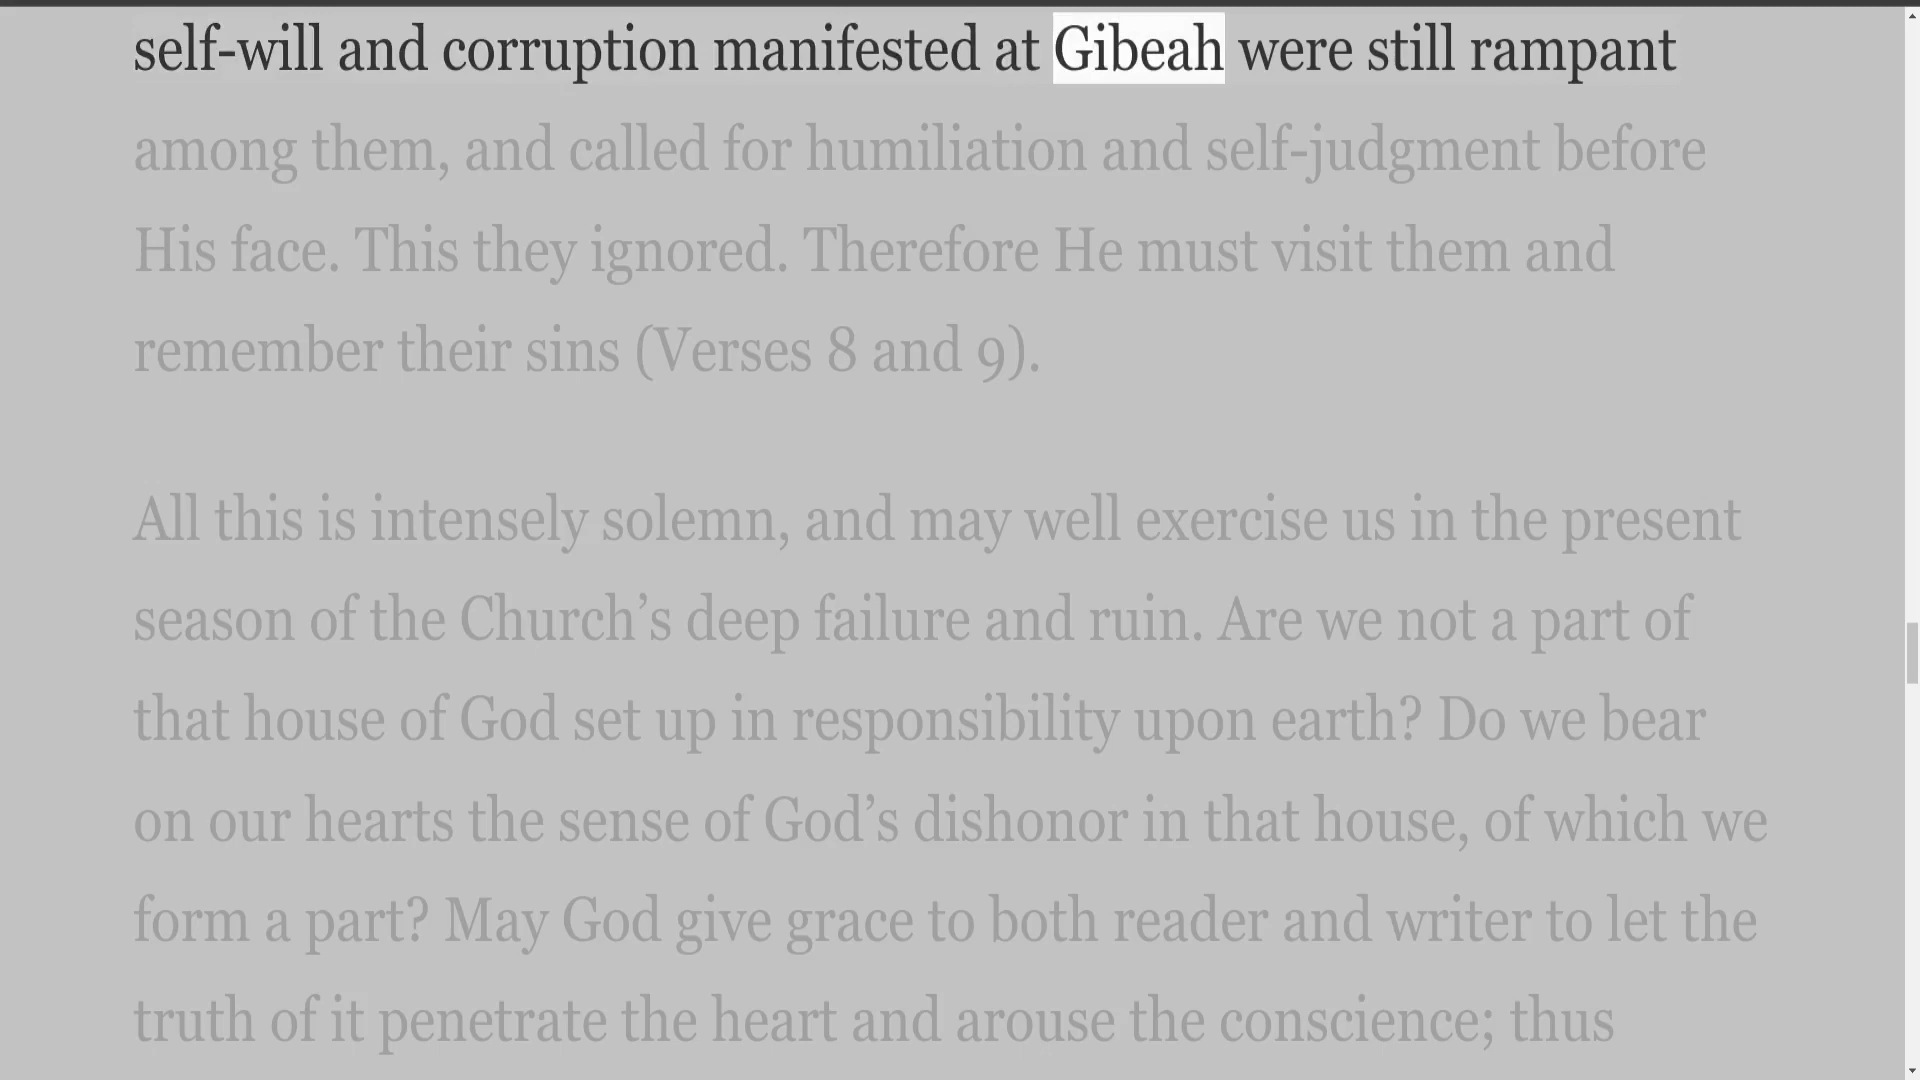 self-will and corruption manifested at Gibeah were still rampant
among them, and called for humiliation and self-judgment before
His face. This they ignored. Therefore He must visit them and
remember their sins (Verses 8 and 9).
All this is intensely solemn, and may well exercise us in the present
season of the Church’s deep failure and ruin. Are we not a part of
that house of God set up in responsibility upon earth? Do we bear
on our hearts the sense of God’s dishonor in that house, of which we
form a part? May God give grace to both reader and writer to let the
truth of it penetrate the heart and arouse the conscience; thus